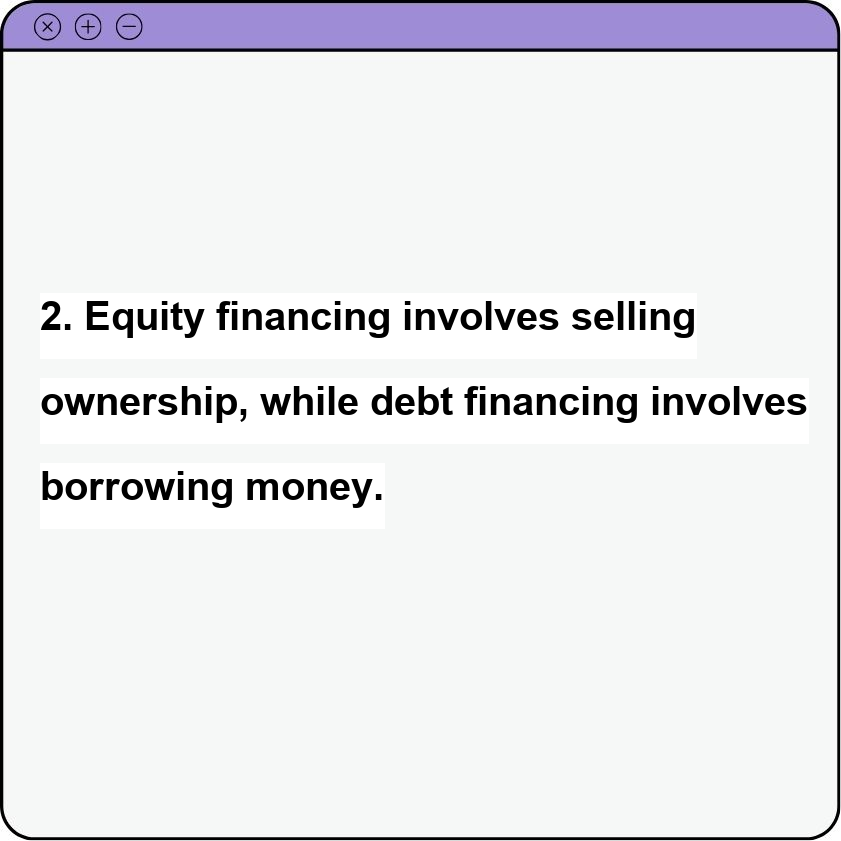 2. Equity financing involves selling
ownership, while debt financing involves
borrowing money.